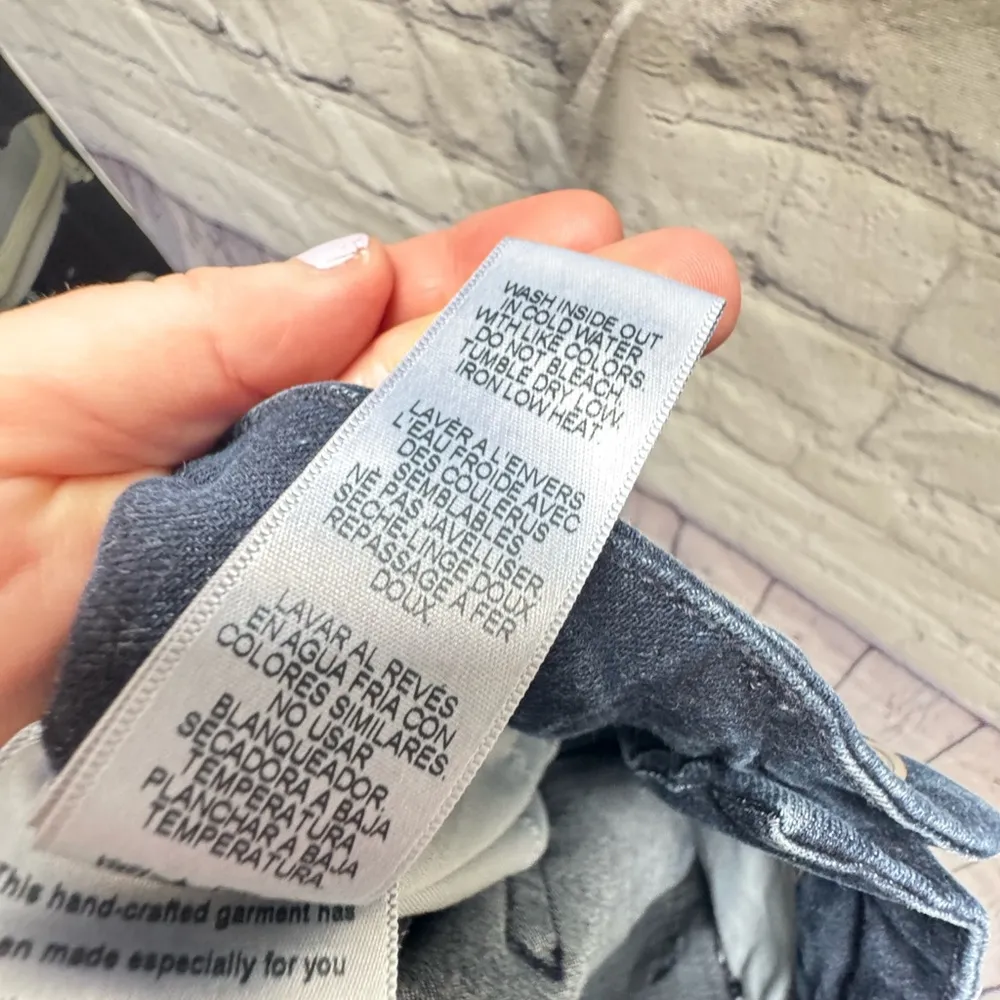 WASH INSIDE OUT
IN COLD WATER
WITH LIKE COLORS
DO NOT BLEACH
TUMBLE DRY LOW.
IRON LOW HEAT.
LAVER A L'ENVERS
L'EAU FROIDE AVEC
DES COULERUS
SEMBLABLES.
NE PAS JAVELLISER
SECHE-LINGE DOUX
REPASSAGE A FER
DOUX
LAVAR AL REVÉS
EN AGUA FRIA CON
COLORES SIMILARES.
NO USAR
BLANQUEADOR.
SECADORA A BAJA
TEMPERATURA
PLANCHAR A BAJA
TEMPERATURA.
This hand-crafted garment has
en made especially for you